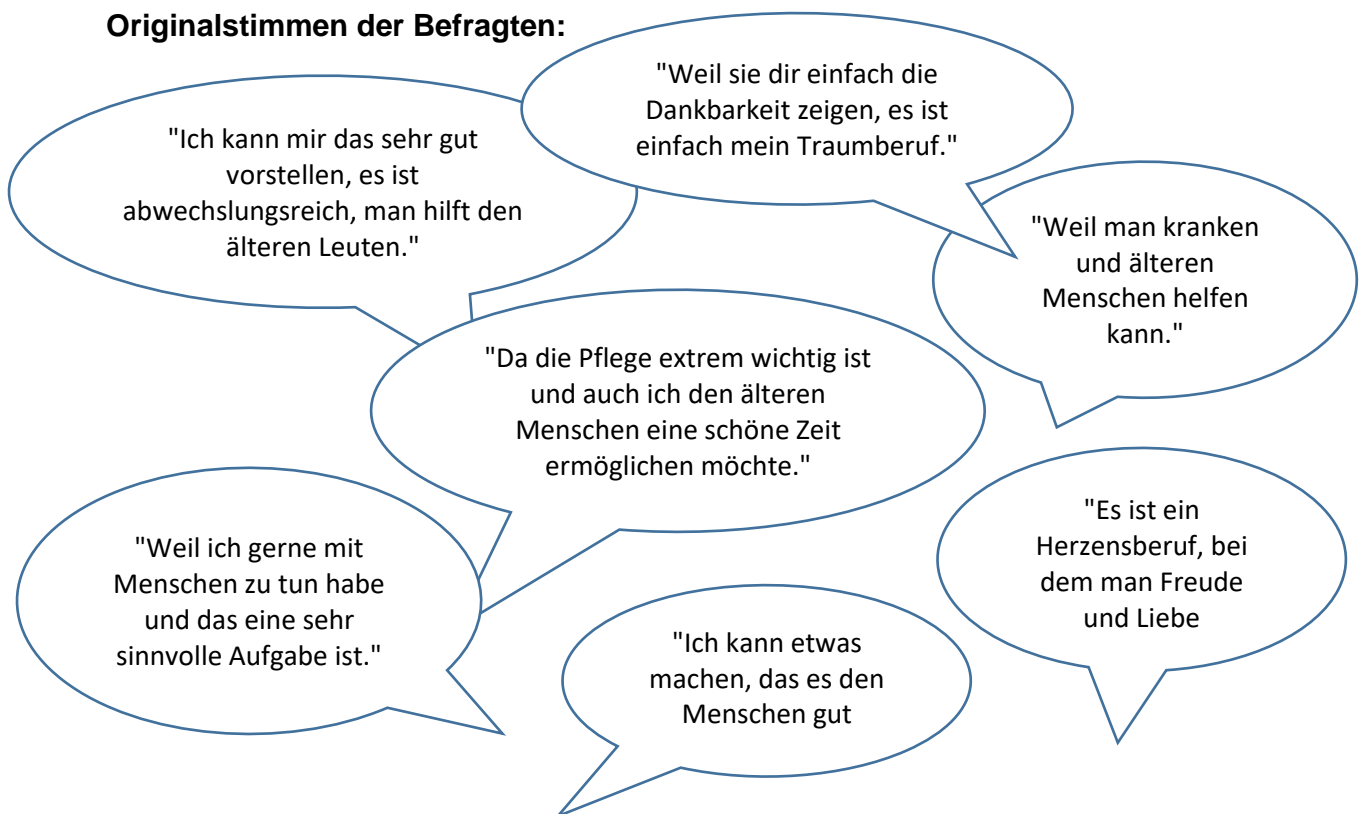 Originalstimmen der Befragten:
"Weil sie dir einfach die
Dankbarkeit zeigen, es ist
einfach mein Traumberuf."
"Ich kann mir das sehr gut
vorstellen, es ist
abwechslungsreich, man hilft den
älteren Leuten."
"Weil man kranken
und älteren
Menschen helfen
kann."
"Da die Pflege extrem wichtig ist
und auch ich den älteren
Menschen eine schöne Zeit
ermöglichen möchte."
"Weil ich gerne mit
Menschen zu tun habe
und das eine sehr
sinnvolle Aufgabe ist."
"Es ist ein
Herzensberuf, bei
dem man Freude
und Liebe
"Ich kann etwas
machen, das es den
Menschen gut